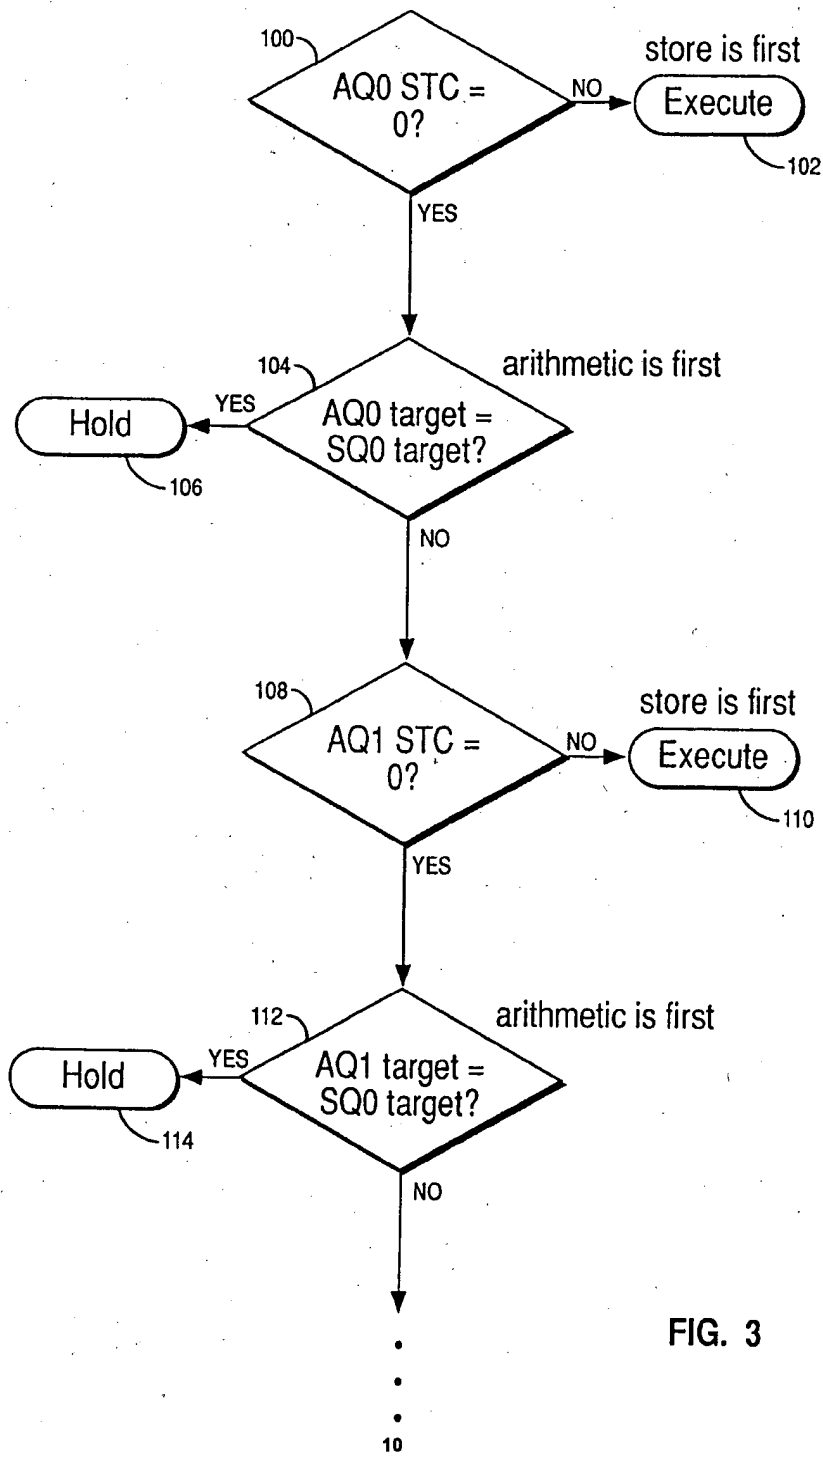 100
AQ0 STC =
0?
NO
store is first
Execute
102
YES
104
arithmetic is first
AQ0 target =
SQ0 target?
YES
Hold
106
NO
108
AQ1 STC =
0?
NO
store is first
Execute
110
YES
112
arithmetic is first
AQ1 target =
SQ0 target?
YES
Hold
114
NO
FIG. 3
10